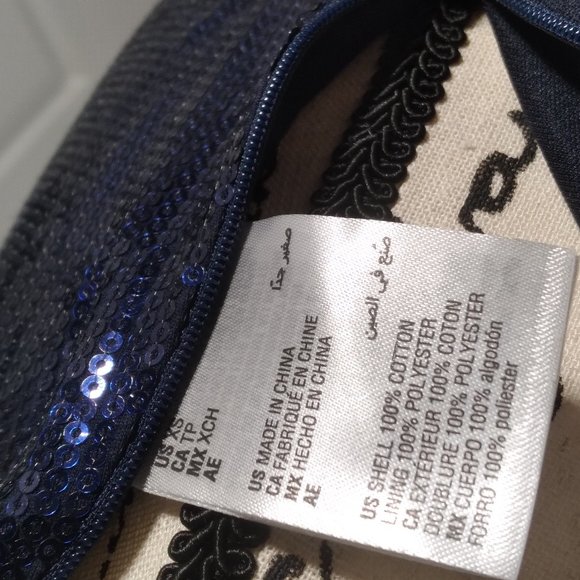 US XS
CA TP
MX XCH
AE صغير جدًا
US MADE IN CHINA
CA FABRIQUÉ EN CHINE
MX HECHO EN CHINA
AE صنع في الصين
US SHELL 100% COTTON
LINING 100% POLYESTER
CA EXTÉRIEUR 100% COTON
DOUBLURE 100% POLYESTER
MX CUERPO 100% algodón
FORRO 100% poliester